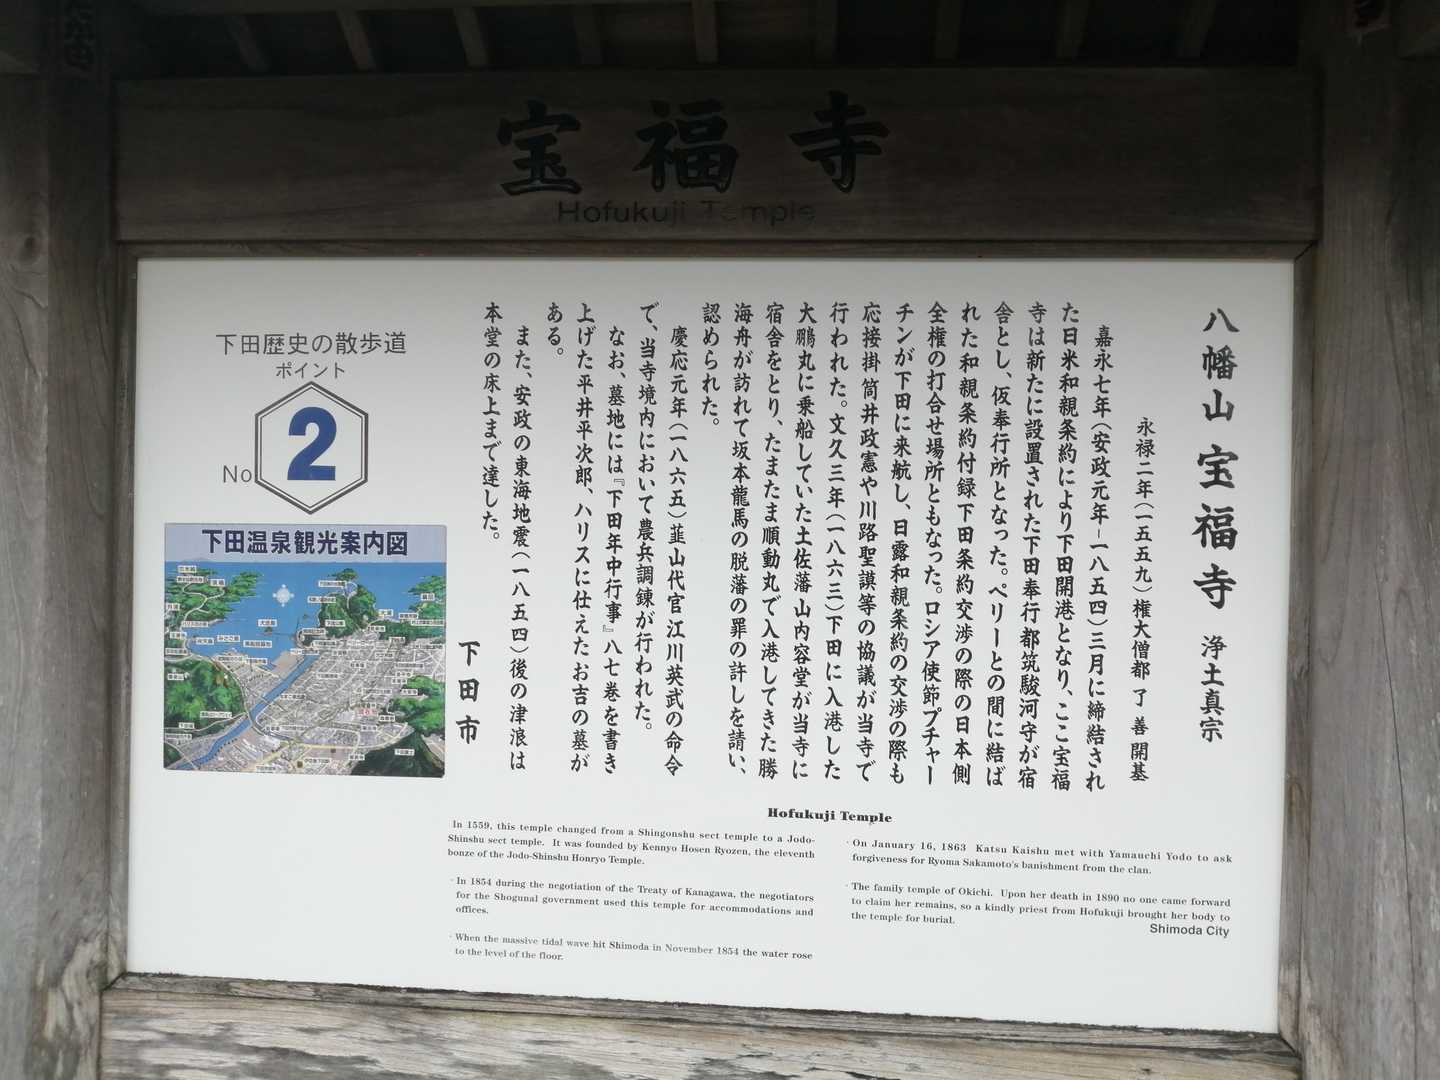 宝福寺
Hofukuji Temple
八幡山 宝福寺 浄土真宗
永禄二年(一五五九)権大僧都 了善 開基
嘉永七年(安政元年―一八五四)三月に締結され
た日米和親条約により下田開港となり、ここ宝福
寺は新たに設置された下田奉行都筑駿河守が宿
舎とし、仮奉行所となった。ペリーとの間に結ば
れた和親条約付録下田条約交渉の際の日本側
全権の打合せ場所ともなった。ロシア使節プチャー
チンが下田に来航し、日露和親条約の交渉の際も
応接掛筒井政憲や川路聖謨等の協議が当寺で
行われた。文久三年(一八六三)下田に入港した
大鵬丸に乗船していた土佐藩山内容堂が当寺に
宿舎をとり、たまたま順動丸で入港してきた勝
海舟が訪れて坂本龍馬の脱藩の罪の許しを請い、
認められた。
慶応元年(一八六五)韮山代官江川英武の命令
で、当寺境内において農兵調錬が行われた。
なお、墓地には『下田年中行事』八七巻を書き
上げた平井平次郎、ハリスに仕えたお吉の墓が
ある。
また、安政の東海地震(一八五四)後の津浪は
本堂の床上まで達した。
下田市
下田歴史の散歩道
ポイント
No 2
下田温泉観光案内図
Hofukuji Temple
In 1559, this temple changed from a Shingonshu sect temple to a Jodo-
Shinshu sect temple. It was founded by Kennyo Hosen Ryozen, the eleventh
bonze of the Jodo-Shinshu Honryo Temple.
· In 1854 during the negotiation of the Treaty of Kanagawa, the negotiators
for the Shogunal government used this temple for accommodations and
offices.
· When the massive tidal wave hit Shimoda in November 1854 the water rose
to the level of the floor.
· On January 16, 1863 Katsu Kaishu met with Yamauchi Yodo to ask
forgiveness for Ryoma Sakamoto's banishment from the clan.
· The family temple of Okichi. Upon her death in 1890 no one came forward
to claim her remains, so a kindly priest from Hofukuji brought her body to
the temple for burial.
Shimoda City